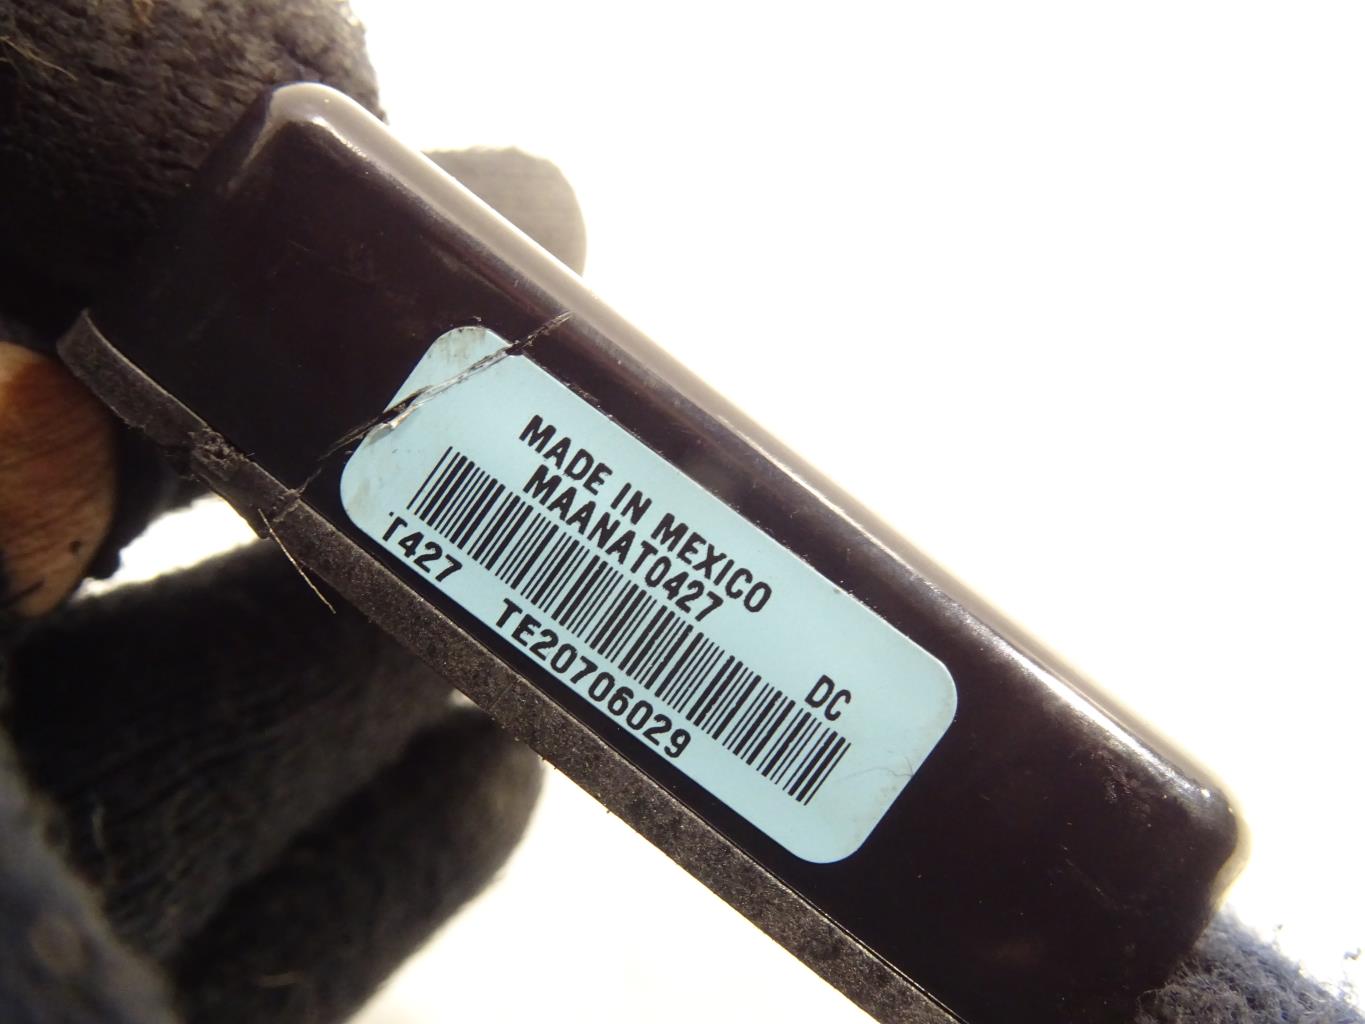 MADE IN MEXICO
MAANAT0427
DC
T427 TE20706029